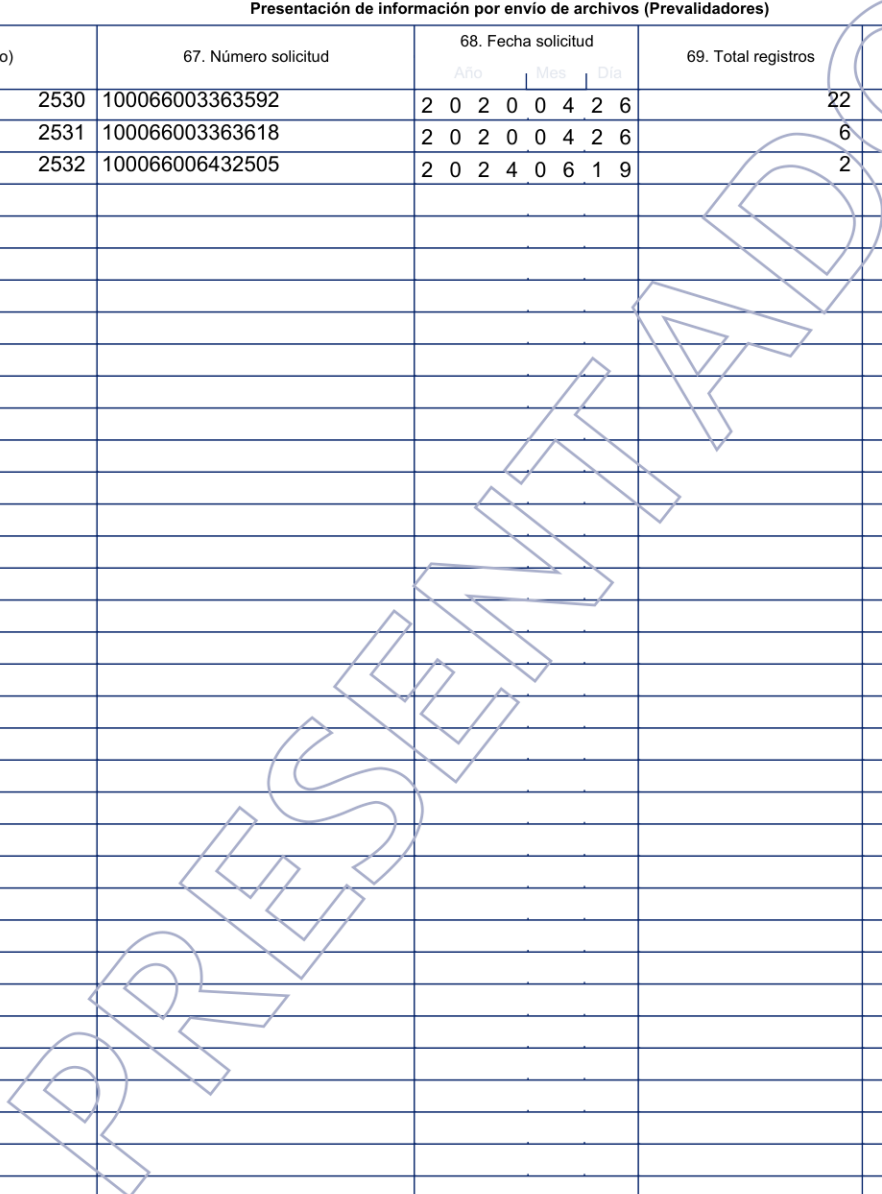 Presentación de información por envío de archivos (Prevalidadores)
o) 67. Número solicitud 68. Fecha solicitud 69. Total registros
Año Mes Día
2530 100066003363592 2 0 2 0 0 4 2 6 22
2531 100066003363618 2 0 2 0 0 4 2 6 6
2532 100066006432505 2 0 2 4 0 6 1 9 2
PRESENTADO